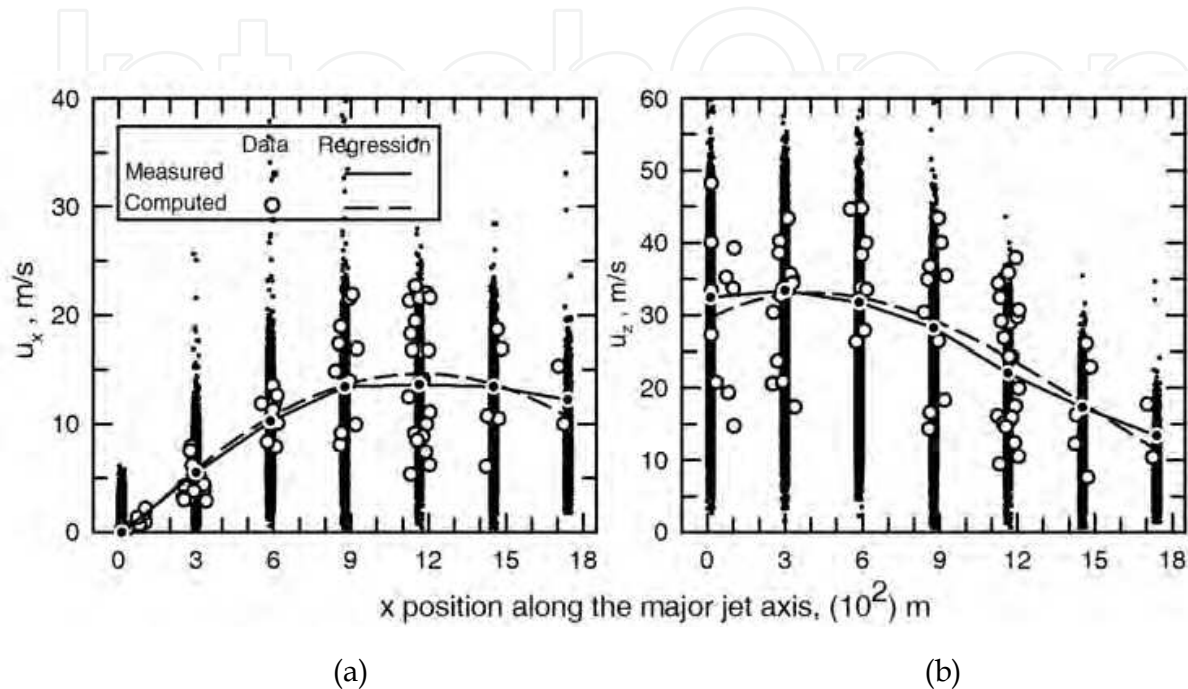 IntechOpen
40
30
20
10
0
u_x , m/s
Data Regression
Measured
Computed
0 3 6 9 12 15 18
60
50
40
30
20
10
0
u_z, m/s
0 3 6 9 12 15 18
x position along the major jet axis, (10^2) m
(a) (b)